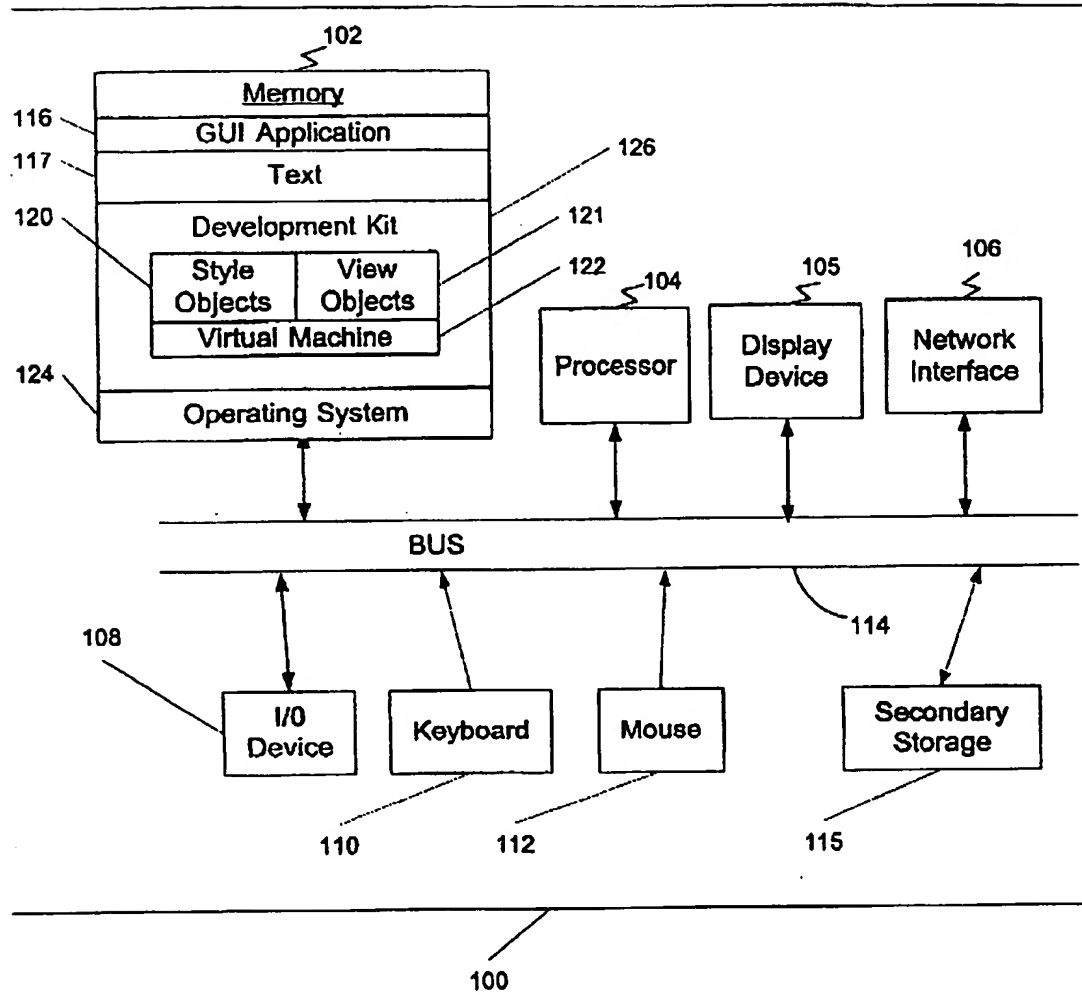 102
Memory
116
GUI Application
117
Text
126
120
Development Kit
121
Style
Objects
View
Objects
122
Virtual Machine
124
Operating System
104
Processor
105
Display
Device
106
Network
Interface
BUS
114
108
I/0
Device
Keyboard
Mouse
Secondary
Storage
110
112
115
100